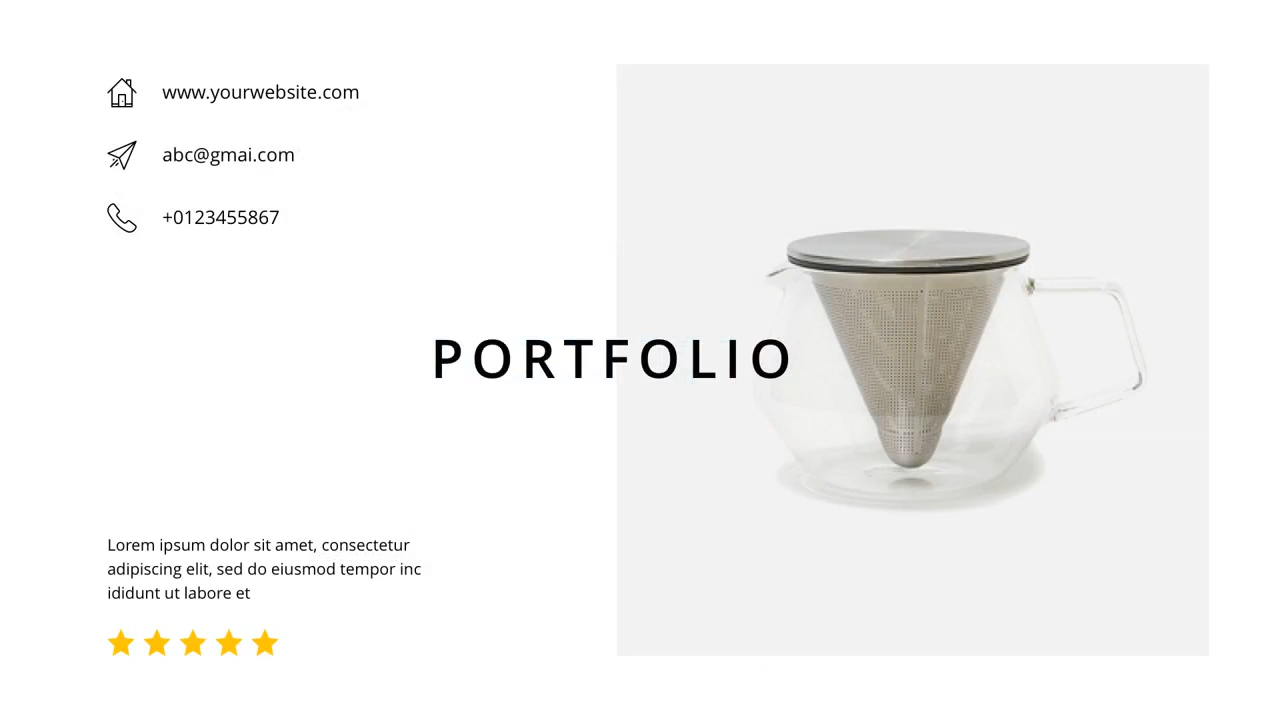 www.yourwebsite.com
abc@gmai.com
+0123455867
PORTFOLIO
Lorem ipsum dolor sit amet, consectetur
adipiscing elit, sed do eiusmod tempor inc
ididunt ut labore et